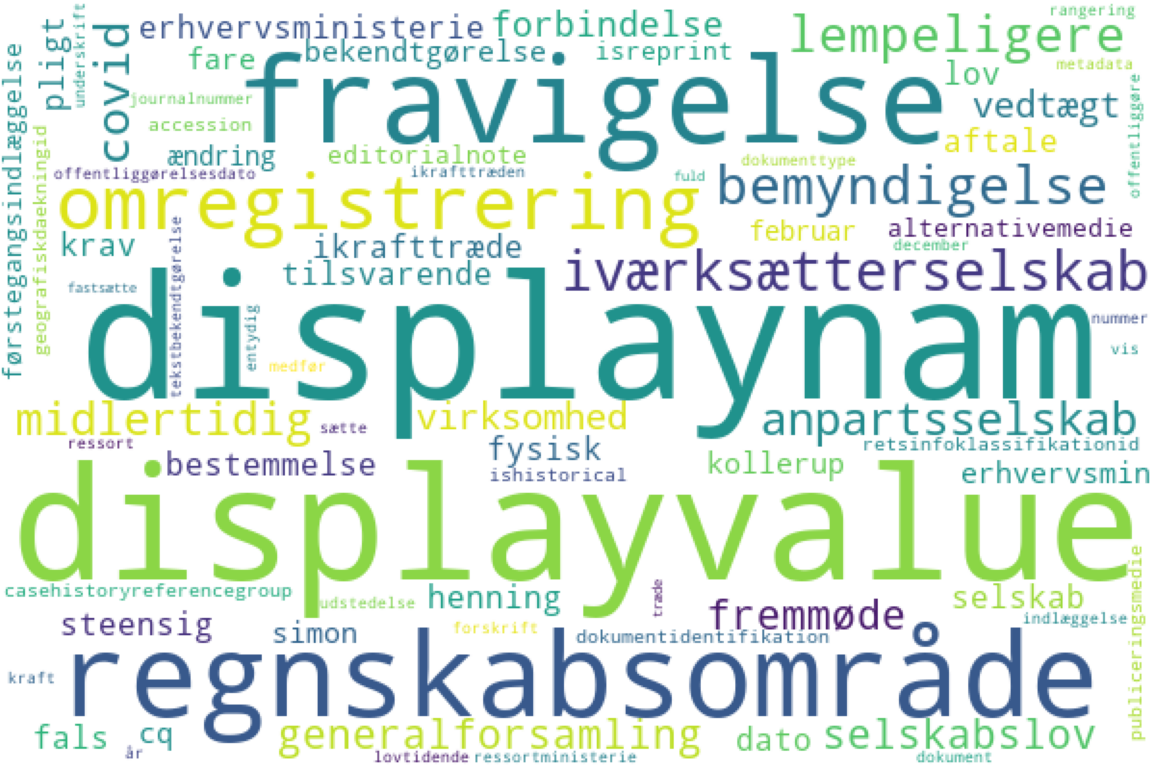 rangering
erhvervsministerie forbindelse lempeligere
underskrift
pligt
covid
bekendtgørelse isreprint
fare
metadata
lov
fravigelse
førstegangsindlæggelse
journalnummer
vedtægt
offentliggøre
accession
aftale
geografiskdaekningid
ændring editorialnote
dokumenttype
offentliggørelsesdato
ikrafttræden
fuld
omregistrering
bemyndigelse
tekstbekendtgørelse
februar alternativemedie
krav ikrafttræde
december
tilsvarende iværksætterselskab
fastsætte
entydig
displaynam
nummer
vis
medfør
midlertidig sætte virksomhed anpartsselskab
ressort
fysisk
retsinfoklassifikationid
bestemmelse
kollerup
ishistorical
erhvervsmin
displayvalue
publiceringsmedie
casehistoryreferencegroup
udstedelse
henning
træde
selskab
fremmøde
indlæggelse
steensig simon forskrift
dokumentidentifikation
regnskabsområde
kraft
fals cq generalforsamling dato selskabslov
år
lovtidende ressortministerie dokument